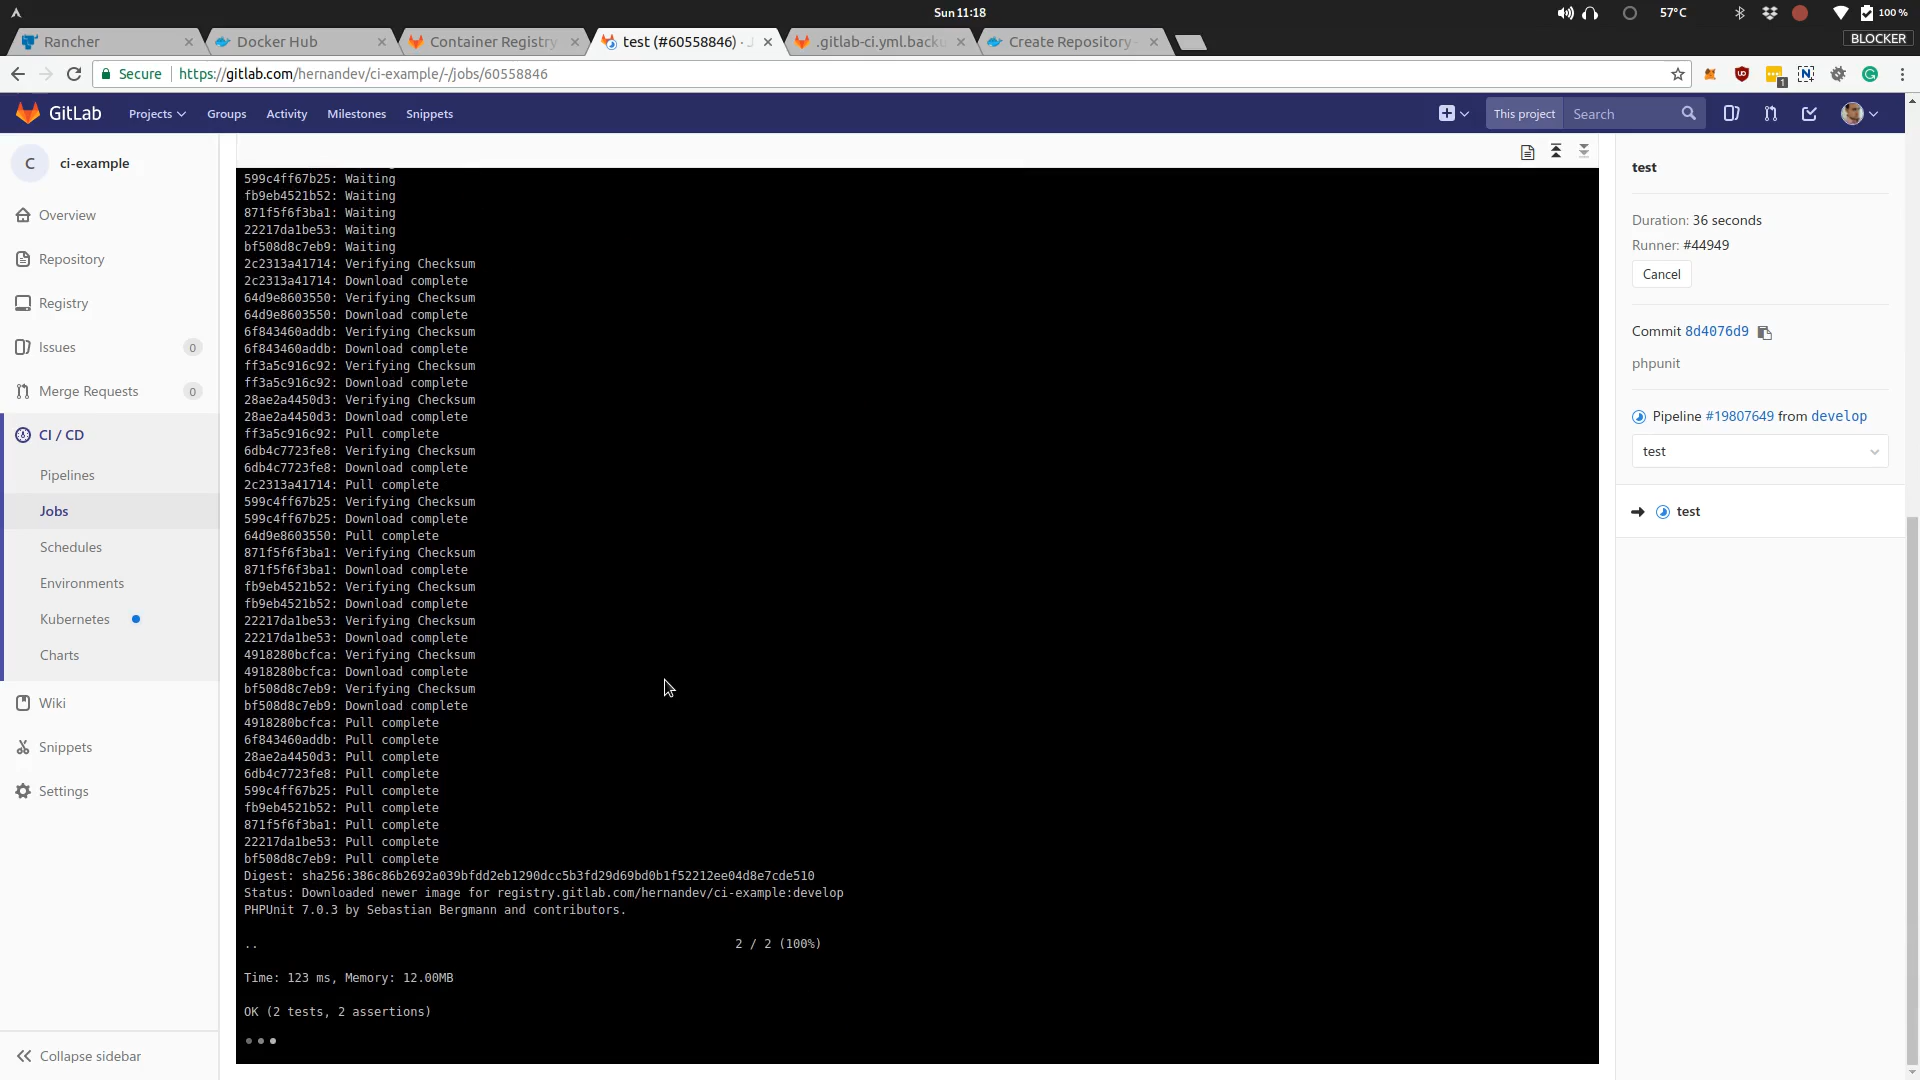 Sun 11:18
57°C
100 %
Rancher
Docker Hub
Container Registry
test (#60558846) ·
.gitlab-ci.yml.backu
Create Repository
BLOCKER
Secure
https://gitlab.com/hernandev/ci-example/-/jobs/60558846
1
GitLab
Projects
Groups
Activity
Milestones
Snippets
This project
Search
C
ci-example
Overview
Repository
Registry
Issues
0
Merge Requests
0
CI / CD
Pipelines
Jobs
Schedules
Environments
Kubernetes
Charts
Wiki
Snippets
Settings
Collapse sidebar
599c4ff67b25: Waiting
fb9eb4521b52: Waiting
871f5f6f3ba1: Waiting
22217da1be53: Waiting
bf508d8c7eb9: Waiting
2c2313a41714: Verifying Checksum
2c2313a41714: Download complete
64d9e8603550: Verifying Checksum
64d9e8603550: Download complete
6f843460addb: Verifying Checksum
6f843460addb: Download complete
ff3a5c916c92: Verifying Checksum
ff3a5c916c92: Download complete
28ae2a4450d3: Verifying Checksum
28ae2a4450d3: Download complete
ff3a5c916c92: Pull complete
6db4c7723fe8: Verifying Checksum
6db4c7723fe8: Download complete
2c2313a41714: Pull complete
599c4ff67b25: Verifying Checksum
599c4ff67b25: Download complete
64d9e8603550: Pull complete
871f5f6f3ba1: Verifying Checksum
871f5f6f3ba1: Download complete
fb9eb4521b52: Verifying Checksum
fb9eb4521b52: Download complete
22217da1be53: Verifying Checksum
22217da1be53: Download complete
4918280bcfca: Verifying Checksum
4918280bcfca: Download complete
bf508d8c7eb9: Verifying Checksum
bf508d8c7eb9: Download complete
4918280bcfca: Pull complete
6f843460addb: Pull complete
28ae2a4450d3: Pull complete
6db4c7723fe8: Pull complete
599c4ff67b25: Pull complete
fb9eb4521b52: Pull complete
871f5f6f3ba1: Pull complete
22217da1be53: Pull complete
bf508d8c7eb9: Pull complete
Digest: sha256:386c86b2692a039bfdd2eb1290dcc5b3fd29d69bd0b1f52212ee04d8e7cde510
Status: Downloaded newer image for registry.gitlab.com/hernandev/ci-example:develop
PHPUnit 7.0.3 by Sebastian Bergmann and contributors.
.. 2 / 2 (100%)
Time: 123 ms, Memory: 12.00MB
OK (2 tests, 2 assertions)
test
Duration: 36 seconds
Runner: #44949
Cancel
Commit 8d4076d9
phpunit
Pipeline #19807649 from develop
test
test